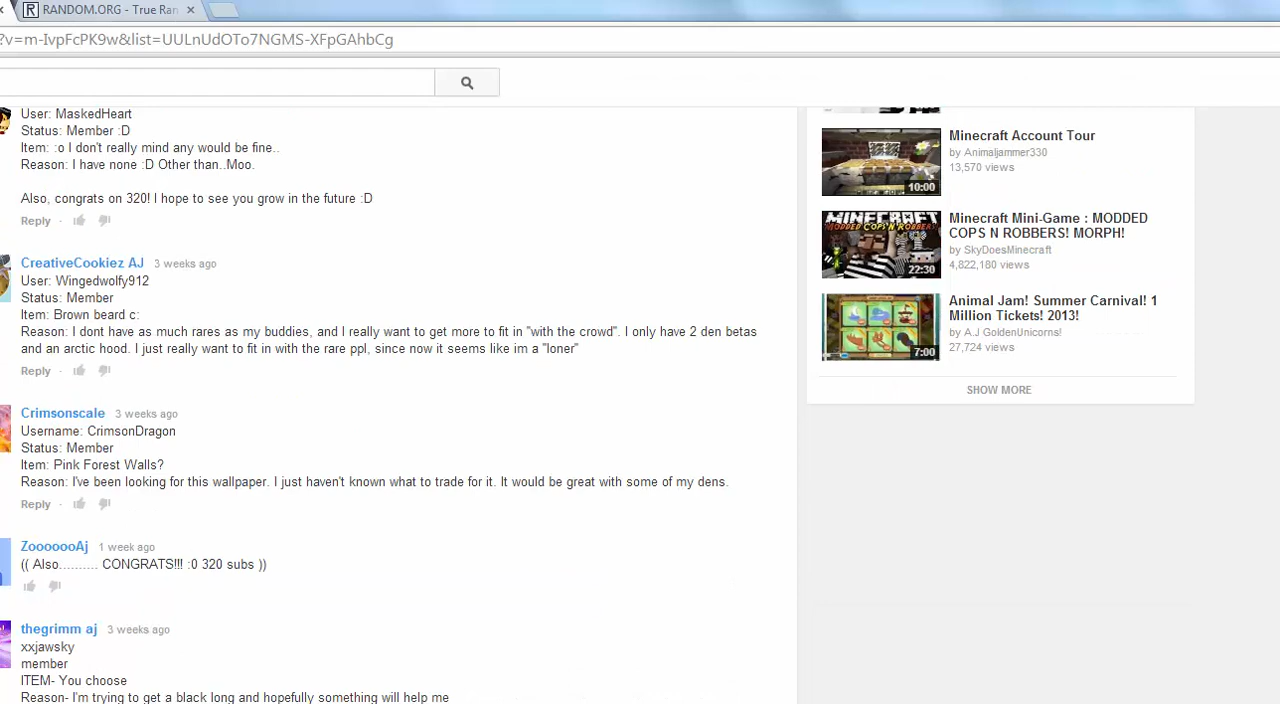 RANDOM.ORG - True Ran
?v=m-IvpFcPK9w&list=UULnUdOTo7NGMS-XFpGAhbCg
User: MaskedHeart
Status: Member :D
Item: :o I don't really mind any would be fine..
Reason: I have none :D Other than..Moo.
Also, congrats on 320! I hope to see you grow in the future :D
Reply ·
CreativeCookiez AJ 3 weeks ago
User: Wingedwolfy912
Status: Member
Item: Brown beard c:
Reason: I dont have as much rares as my buddies, and I really want to get more to fit in "with the crowd". I only have 2 den betas
and an arctic hood. I just really want to fit in with the rare ppl, since now it seems like im a "loner"
Reply ·
Crimsonscale 3 weeks ago
Username: CrimsonDragon
Status: Member
Item: Pink Forest Walls?
Reason: I've been looking for this wallpaper. I just haven't known what to trade for it. It would be great with some of my dens.
Reply ·
ZooooooAj 1 week ago
(( Also.......... CONGRATS!!! :0 320 subs ))
thegrimm aj 3 weeks ago
xxjawsky
member
ITEM- You choose
Reason- I'm trying to get a black long and hopefully something will help me
Minecraft Account Tour
by Animaljammer330
13,570 views
10:00
MINECRAFT
MODDED COPS N ROBBERS
22:30
Minecraft Mini-Game : MODDED
COPS N ROBBERS! MORPH!
by SkyDoesMinecraft
4,822,180 views
Animal Jam! Summer Carnival! 1
Million Tickets! 2013!
by A.J GoldenUnicorns!
27,724 views
7:00
SHOW MORE